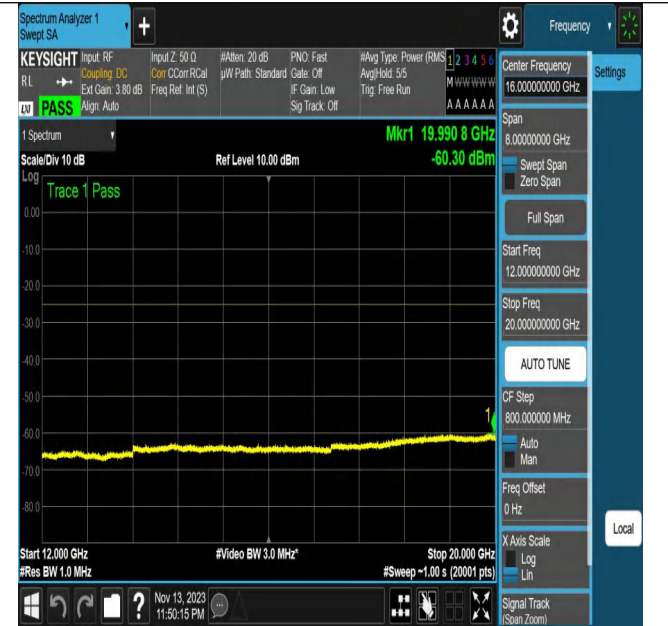 Spectrum Analyzer 1
Swept SA
+
Frequency
KEYSIGHT
RL
LXI
PASS
Input: RF
Coupling: DC
Ext Gain: 3.80 dB
Align: Auto
Input Z: 50 Ω
Corr CCorr RCal
Freq Ref: Int (S)
#Atten: 20 dB
µW Path: Standard
PNO: Fast
Gate: Off
IF Gain: Low
Sig Track: Off
#Avg Type: Power (RMS
Avg|Hold: 5/5
Trig: Free Run
1 2 3 4 5 6
M W W W W W
A A A A A A
1 Spectrum
Scale/Div 10 dB
Ref Level 10.00 dBm
Mkr1 19.990 8 GHz
-60.30 dBm
Log
Trace 1 Pass
0.00
-10.0
-20.0
-30.0
-40.0
-50.0
-60.0
-70.0
-80.0
1
Start 12.000 GHz
#Res BW 1.0 MHz
#Video BW 3.0 MHz*
Stop 20.000 GHz
#Sweep ~1.00 s (20001 pts)
Center Frequency
16.000000000 GHz
Settings
Span
8.00000000 GHz
Swept Span
Zero Span
Full Span
Start Freq
12.000000000 GHz
Stop Freq
20.000000000 GHz
AUTO TUNE
CF Step
800.000000 MHz
Auto
Man
Freq Offset
0 Hz
X Axis Scale
Log
Lin
Local
Signal Track
(Span Zoom)
?
Nov 13, 2023
11:50:15 PM